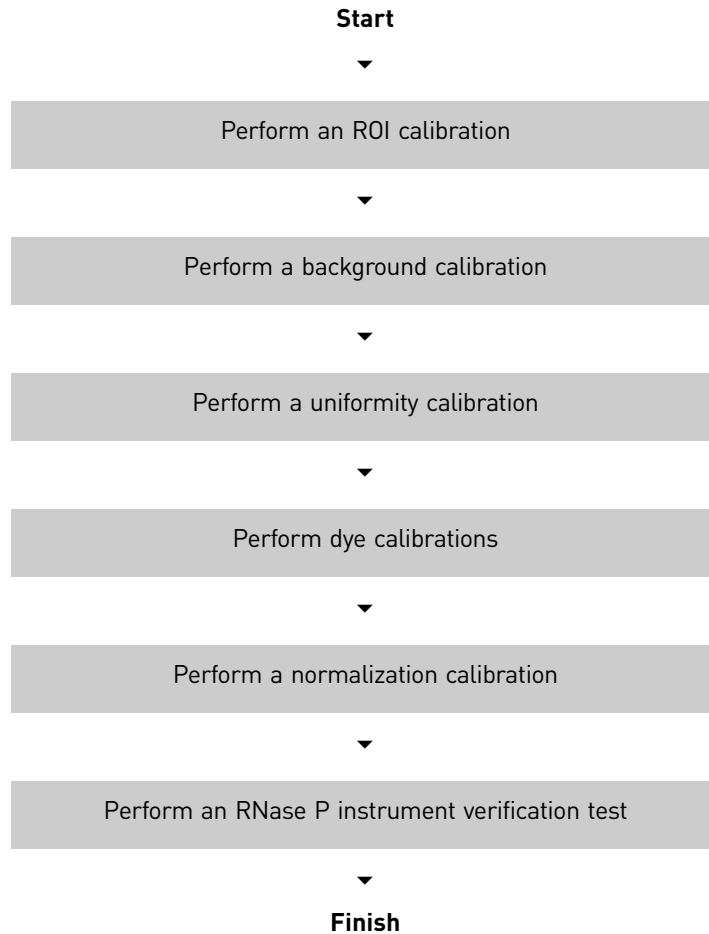 Start
Perform an ROI calibration
Perform a background calibration
Perform a uniformity calibration
Perform dye calibrations
Perform a normalization calibration
Perform an RNase P instrument verification test
Finish